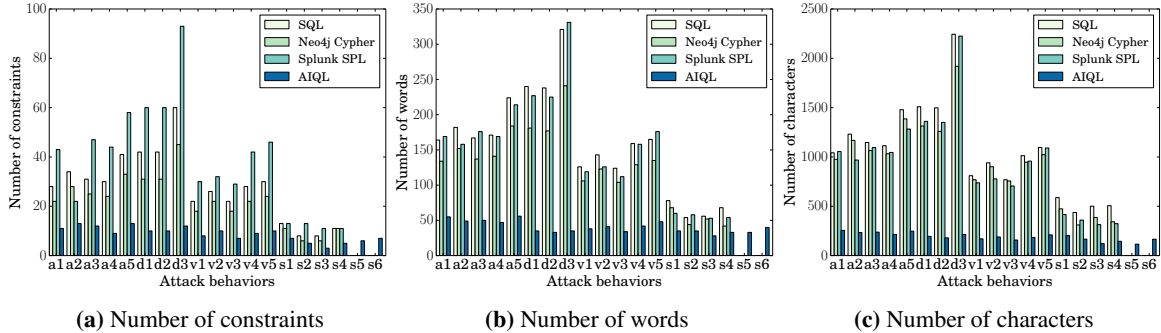 100
80
60
40
20
0
Number of constraints
SQL
Neo4j Cypher
Splunk SPL
AIQL
a1 a2 a3 a4 a5 d1 d2 d3 v1 v2 v3 v4 v5 s1 s2 s3 s4 s5 s6
Attack behaviors
(a) Number of constraints
400
350
300
250
200
150
100
50
0
Number of words
SQL
Neo4j Cypher
Splunk SPL
AIQL
a1 a2 a3 a4 a5 d1 d2 d3 v1 v2 v3 v4 v5 s1 s2 s3 s4 s5 s6
Attack behaviors
(b) Number of words
2500
2000
1500
1000
500
0
Number of characters
SQL
Neo4j Cypher
Splunk SPL
AIQL
a1 a2 a3 a4 a5 d1 d2 d3 v1 v2 v3 v4 v5 s1 s2 s3 s4 s5 s6
Attack behaviors
(c) Number of characters